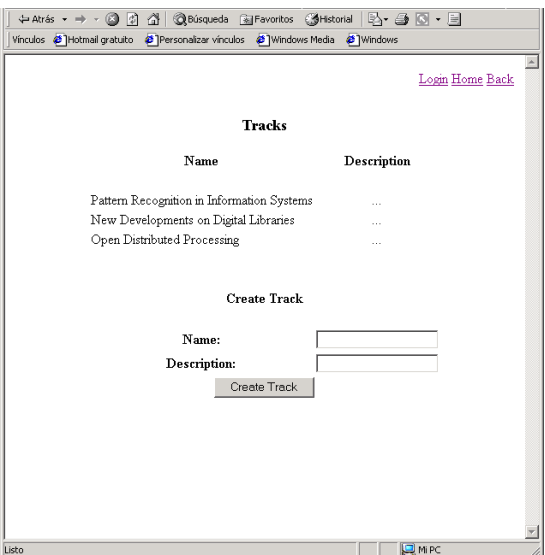 Atrás Búsqueda Favoritos Historial
Vínculos Hotmail gratuito Personalizar vínculos Windows Media Windows
Login Home Back
Tracks
Name Description
Pattern Recognition in Information Systems ...
New Developments on Digital Libraries ...
Open Distributed Processing ...
Create Track
Name:
Description:
Create Track
Listo Mi PC